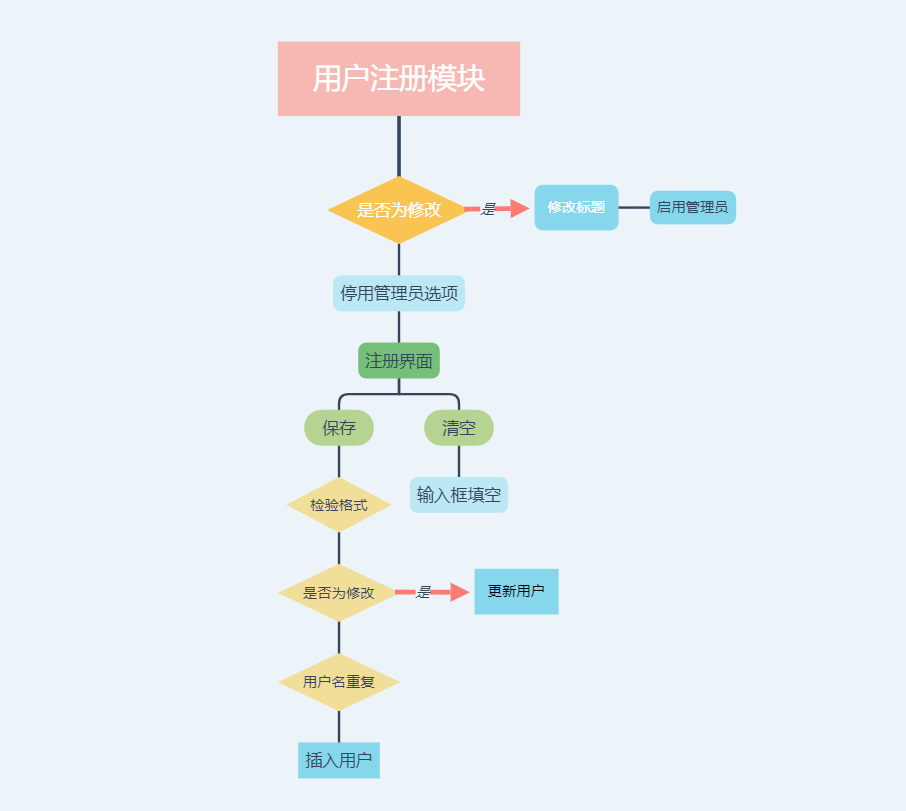 用户注册模块
是否为修改
是
修改标题
启用管理员
停用管理员选项
注册界面
保存
清空
检验格式
输入框填空
是否为修改
是
更新用户
用户名重复
插入用户